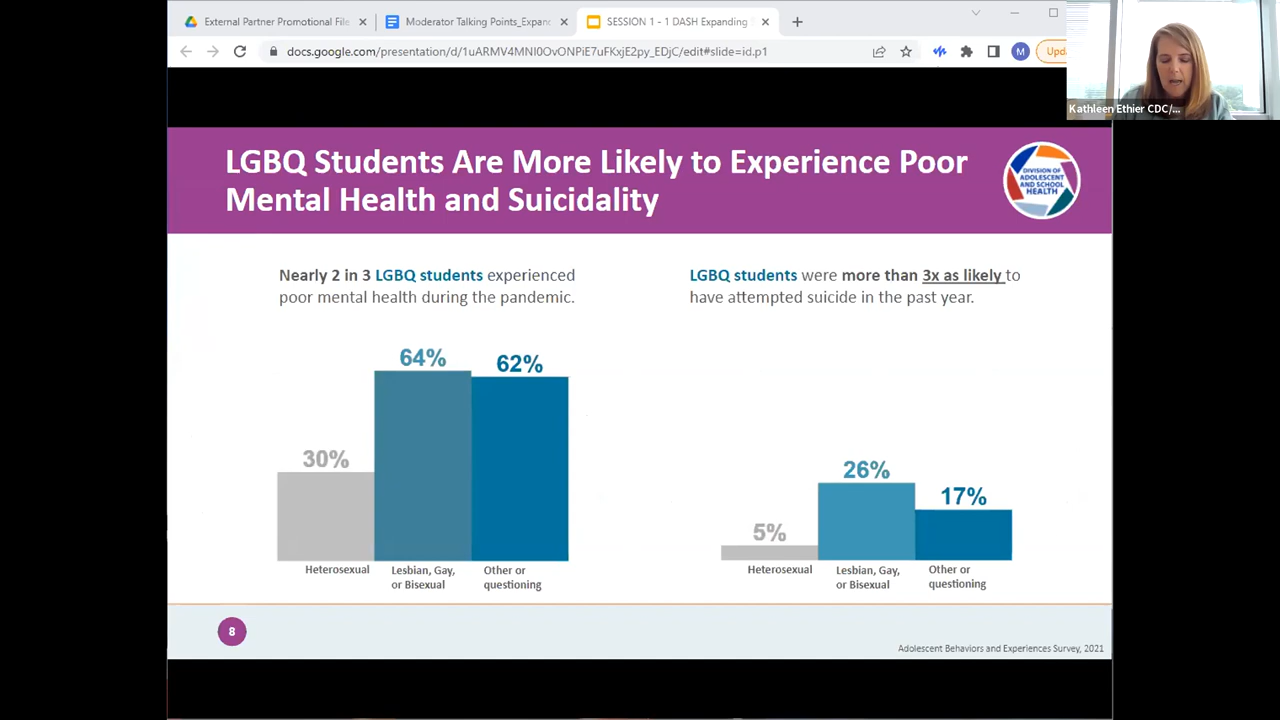 External Partner Promotional File
Moderator Talking Points_Expand
SESSION 1 - 1 DASH Expanding
docs.google.com/presentation/d/1uARMV4MNI0OvONPiE7uFKxjE2py_EDjC/edit#slide=id.p1
M
Upd
Kathleen Ethier CDC/...
LGBQ Students Are More Likely to Experience Poor
Mental Health and Suicidality
DIVISION OF
ADOLESCENT
AND SCHOOL
HEALTH
Nearly 2 in 3 LGBQ students experienced
poor mental health during the pandemic.
64%
62%
30%
Heterosexual
Lesbian, Gay,
or Bisexual
Other or
questioning
LGBQ students were more than 3x as likely to
have attempted suicide in the past year.
26%
17%
5%
Heterosexual
Lesbian, Gay,
or Bisexual
Other or
questioning
8
Adolescent Behaviors and Experiences Survey, 2021